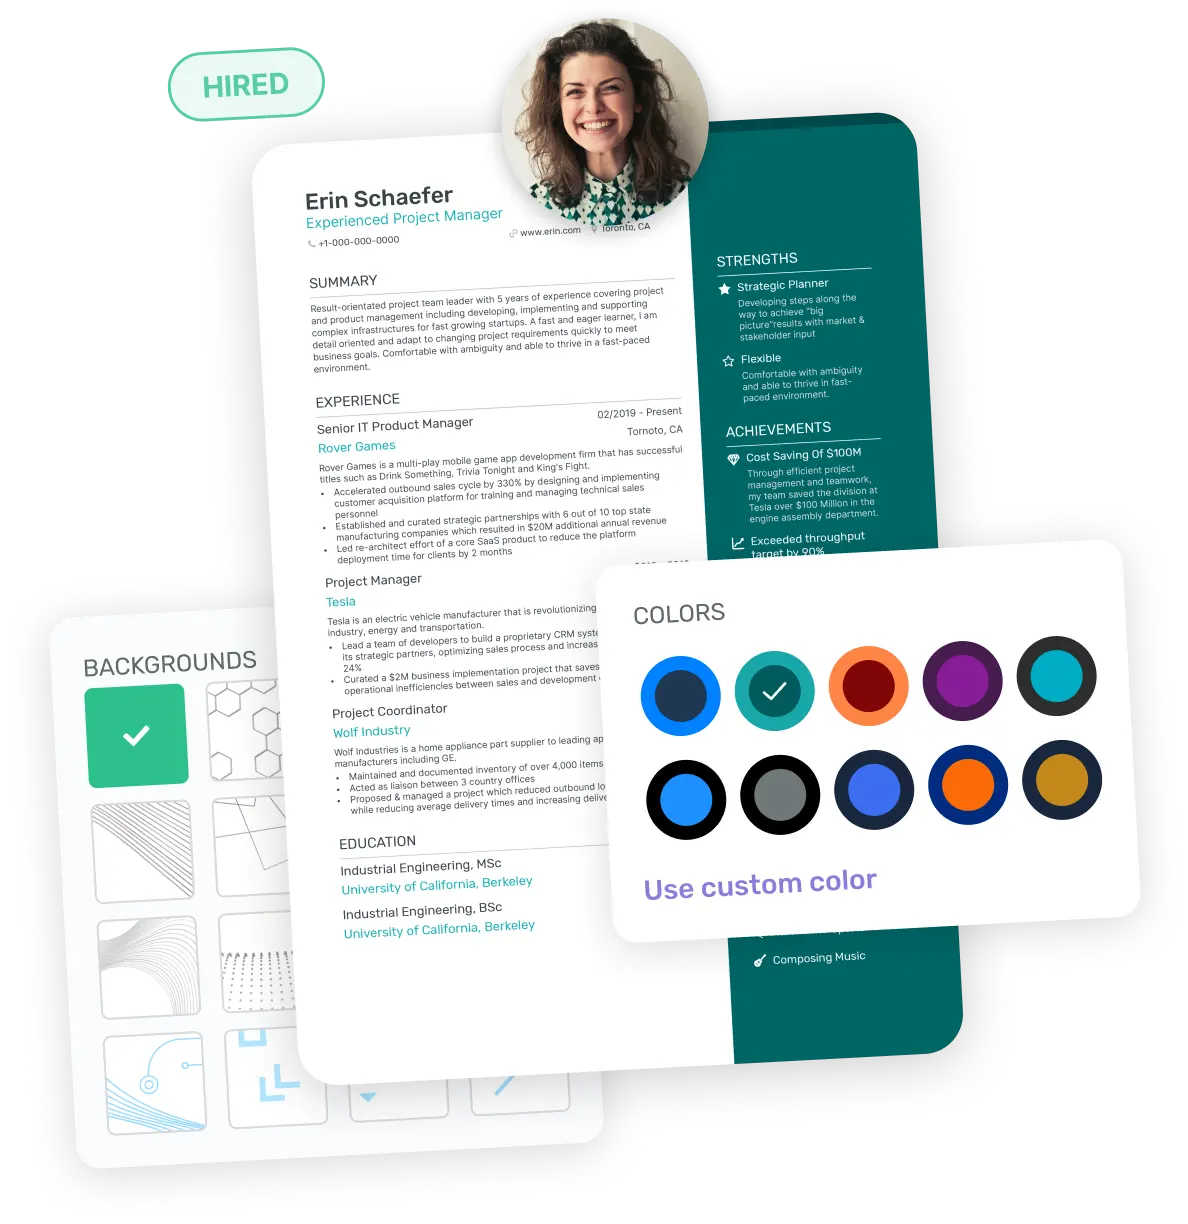 HIRED
Erin Schaefer
Experienced Project Manager
+1-000-000-0000
www.erin.com
Toronto, CA
SUMMARY
Result-orientated project team leader with 5 years of experience covering project
and product management including developing, implementing and supporting
complex infrastructures for fast growing startups. A fast and eager learner, I am
detail oriented and adapt to changing project requirements quickly to meet
business goals. Comfortable with ambiguity and able to thrive in a fast-paced
environment.
EXPERIENCE
Senior IT Product Manager
02/2019 - Present
Rover Games
Tornoto, CA
Rover Games is a multi-play mobile game app development firm that has successful
titles such as Drink Something, Trivia Tonight and King's Fight.
• Accelerated outbound sales cycle by 330% by designing and implementing
customer acquisition platform for training and managing technical sales
personnel
• Established and curated strategic partnerships with 6 out of 10 top state
manufacturing companies which resulted in $20M additional annual revenue
• Led re-architect effort of a core SaaS product to reduce the platform
deployment time for clients by 2 months
Project Manager
Tesla
Tesla is an electric vehicle manufacturer that is revolutionizing
industry, energy and transportation.
• Lead a team of developers to build a proprietary CRM syste
its strategic partners, optimizing sales process and increas
24%
• Curated a $2M business implementation project that saves
operational inefficiencies between sales and development
Project Coordinator
Wolf Industry
Wolf Industries is a home appliance part supplier to leading ap
manufacturers including GE.
• Maintained and documented inventory of over 4,000 items
• Acted as liaison between 3 country offices
• Proposed & managed a project which reduced outbound lo
while reducing average delivery times and increasing delive
EDUCATION
Industrial Engineering, MSc
University of California, Berkeley
Industrial Engineering, BSc
University of California, Berkeley
STRENGTHS
Strategic Planner
Developing steps along the
way to achieve "big
picture"results with market &
stakeholder input
Flexible
Comfortable with ambiguity
and able to thrive in fast-
paced environment.
ACHIEVEMENTS
Cost Saving Of $100M
Through efficient project
management and teamwork,
my team saved the division at
Tesla over $100 Million in the
engine assembly department.
Exceeded throughput
target by 90%
Composing Music
COLORS
Use custom color
BACKGROUNDS